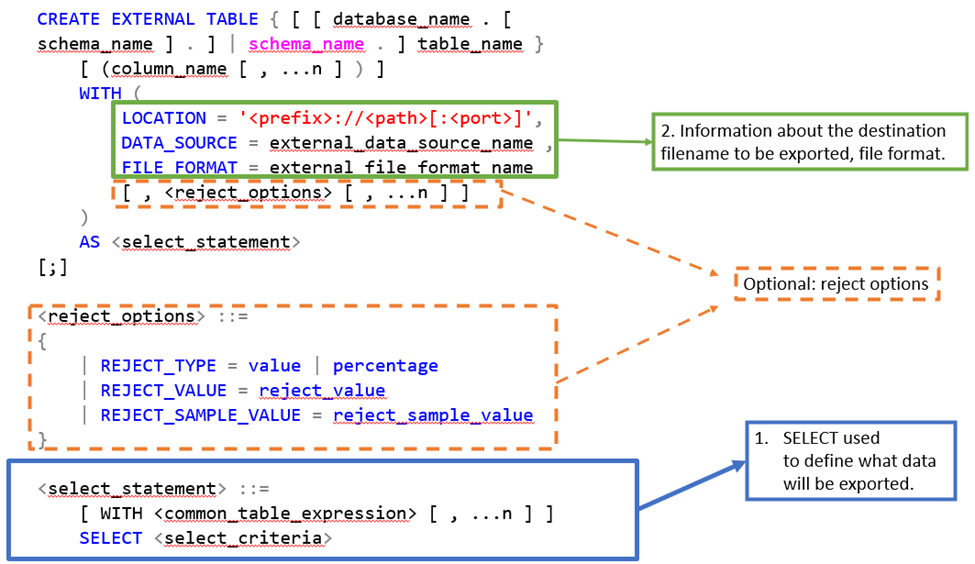 CREATE EXTERNAL TABLE { [ [ database_name . [
schema_name ] . ] | schema_name . ] table_name }
[ (column_name [ , ...n ] ) ]
WITH (
LOCATION = '<prefix>://<path>[:<port>]',
DATA_SOURCE = external_data_source_name ,
FILE_FORMAT = external_file_format_name
[ , <reject_options> [ , ...n ] ]
)
AS <select_statement>
[;]
2. Information about the destination
filename to be exported, file format.
Optional: reject options
<reject_options> ::=
{
| REJECT_TYPE = value | percentage
| REJECT_VALUE = reject_value
| REJECT_SAMPLE_VALUE = reject_sample_value
}
1. SELECT used
to define what data
will be exported.
<select_statement> ::=
[ WITH <common_table_expression> [ , ...n ] ]
SELECT <select_criteria>